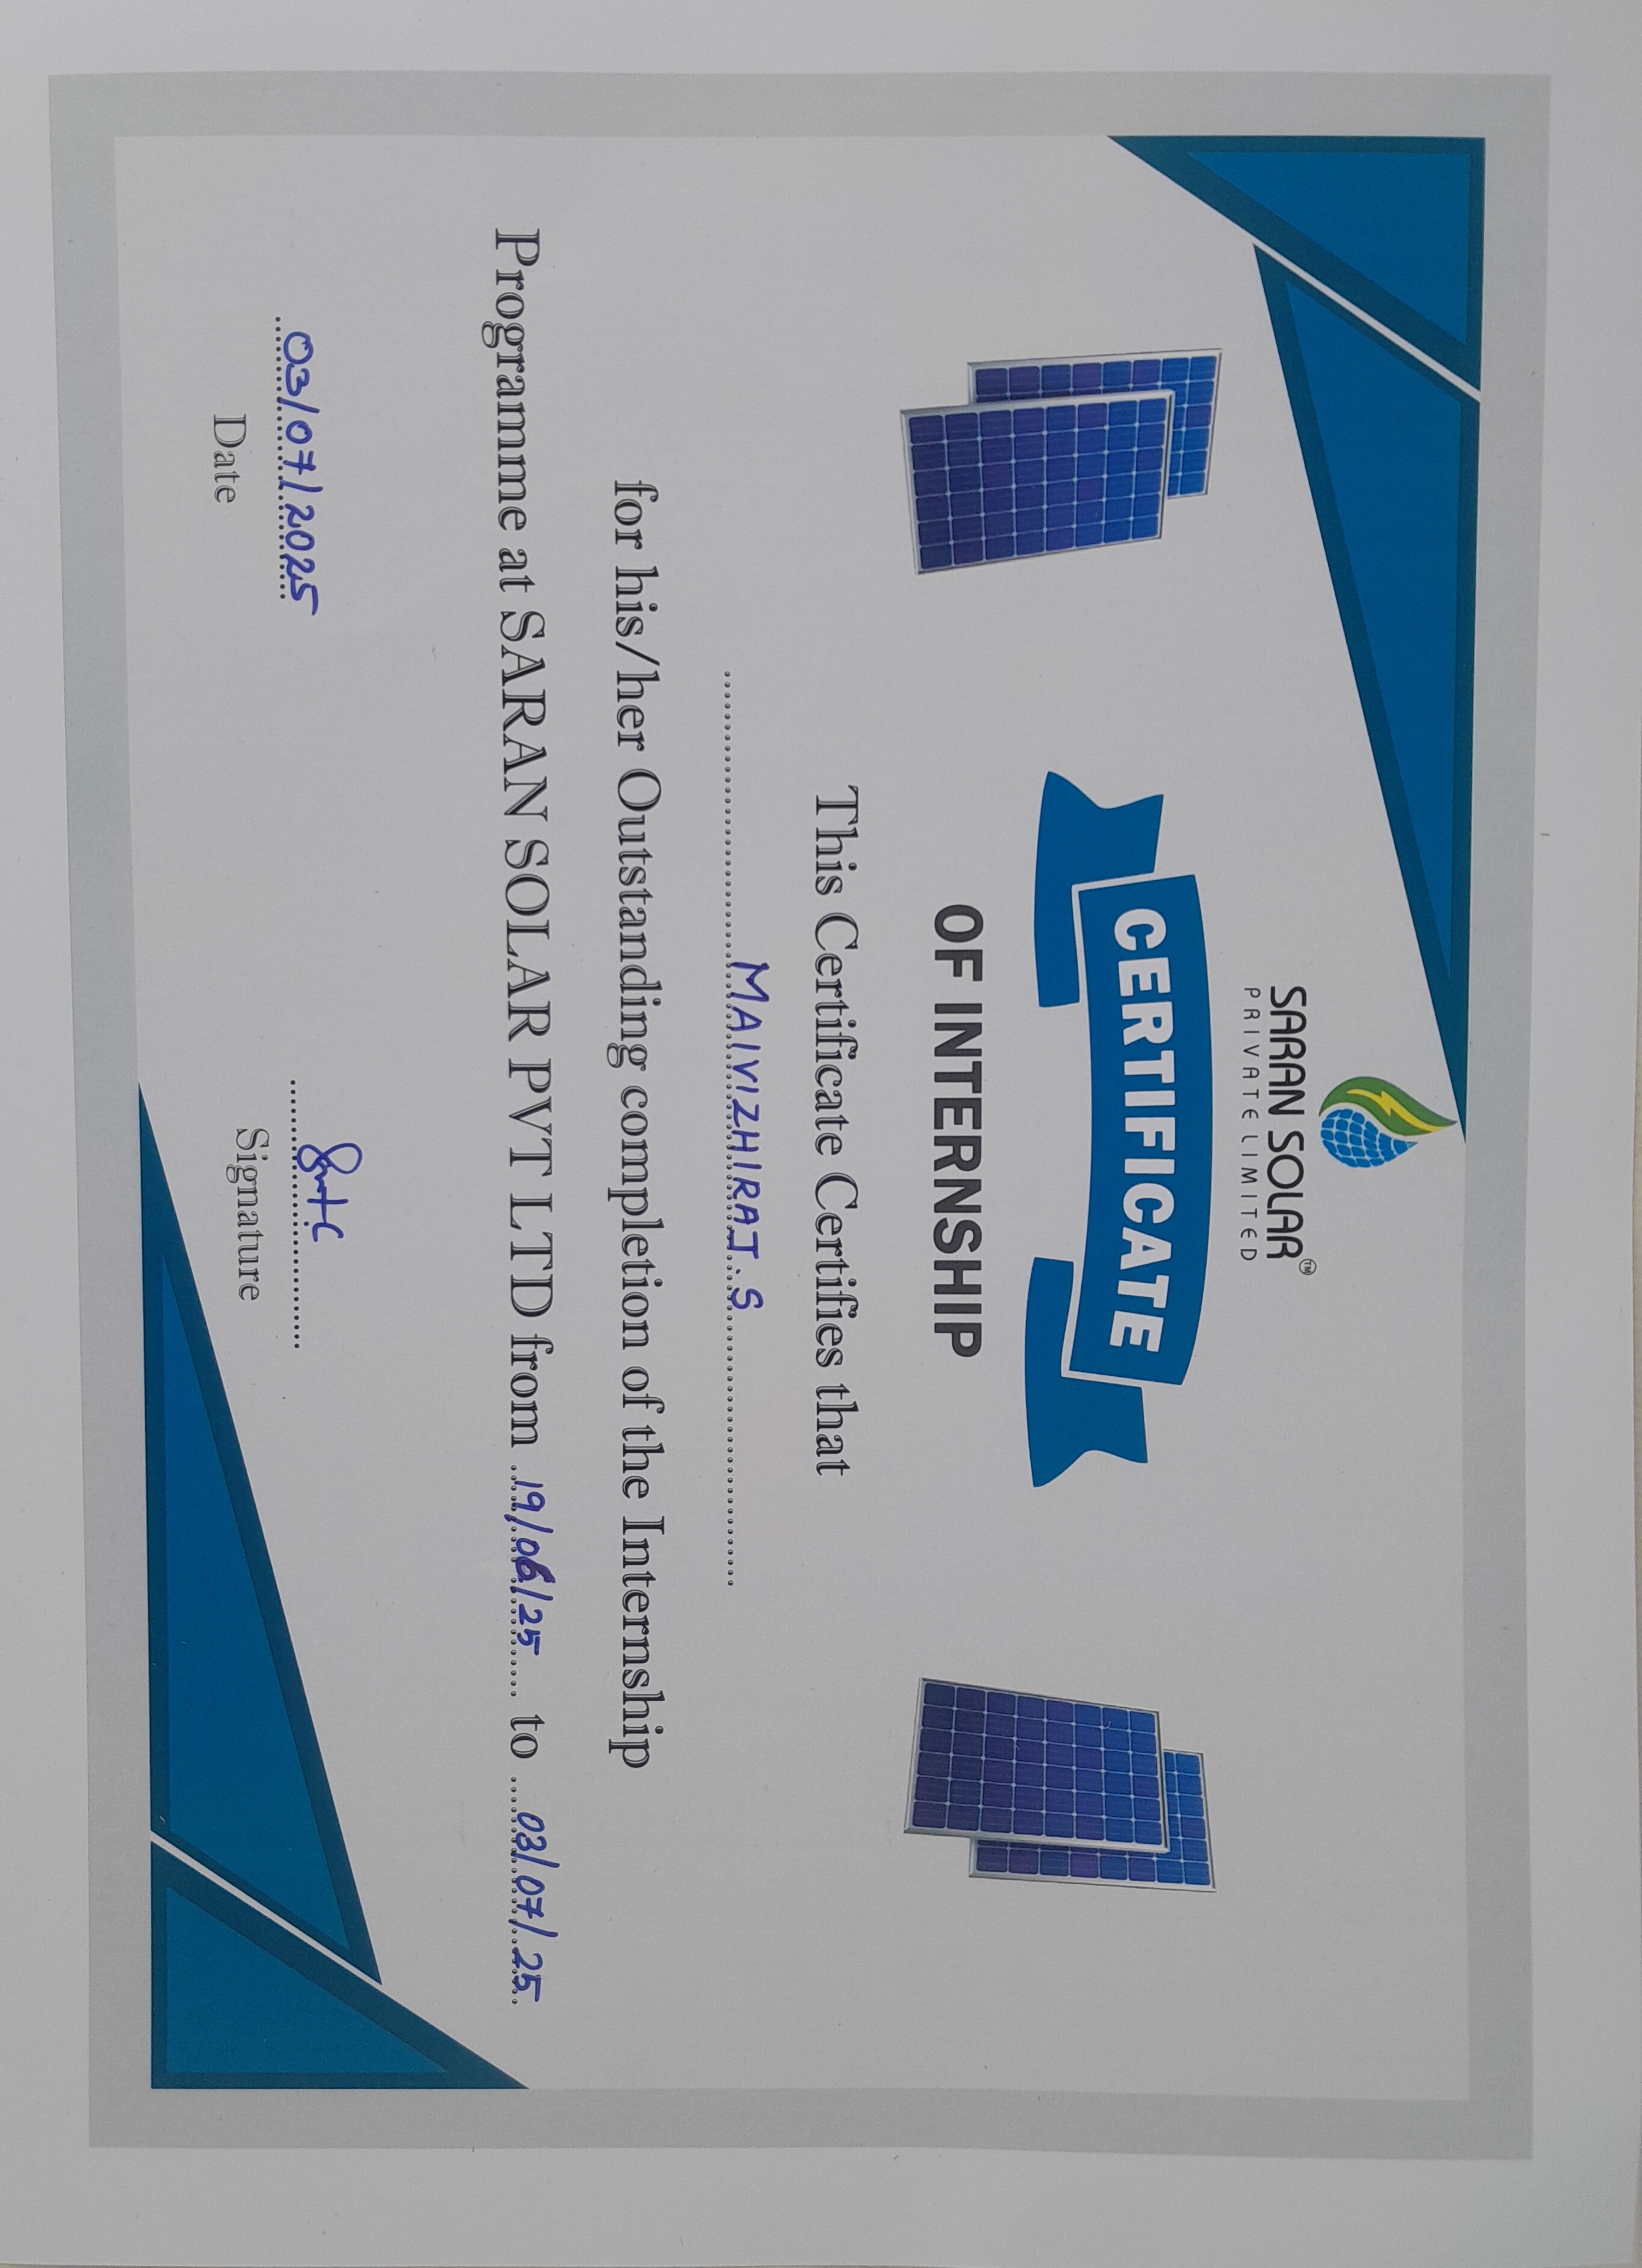 SARAN SOLAR™
PRIVATE LIMITED
CERTIFICATE
OF INTERNSHIP
This Certificate Certifies that
MAIVIZHIRAJ.S
for his/her Outstanding completion of the Internship
Programme at SARAN SOLAR PVT LTD from 19/06/25 to 03/07/25
03/07/2025
Date
Signature